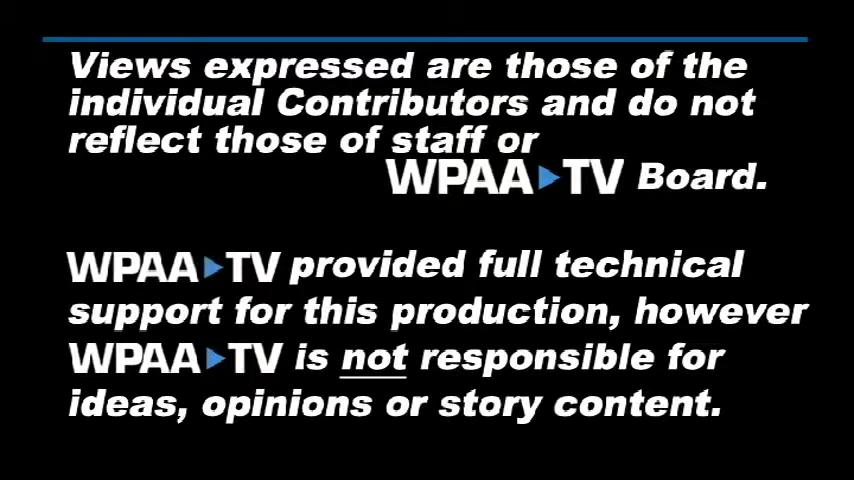 Views expressed are those of the
individual Contributors and do not
reflect those of staff or
WPAA TV Board.
WPAA TV provided full technical
support for this production, however
WPAA TV is not responsible for
ideas, opinions or story content.